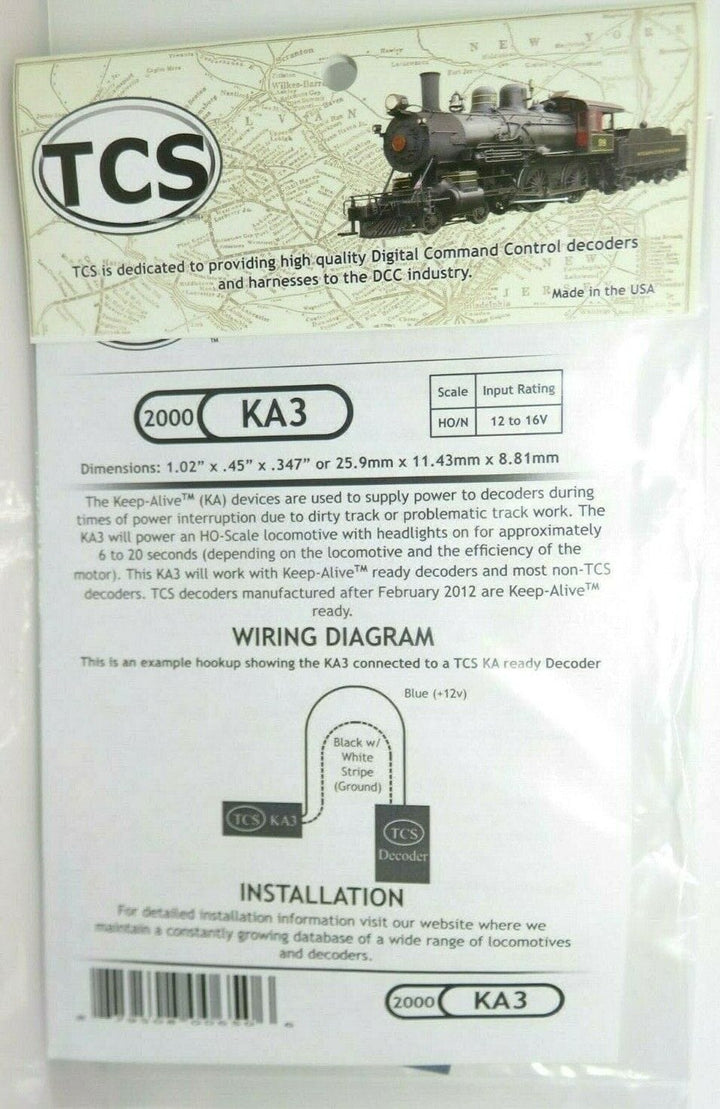 TCS
TCS is dedicated to providing high quality Digital Command Control decoders
and harnesses to the DCC industry.
Made in the USA
TM
2000 KA3
Scale Input Rating
HO/N 12 to 16V
Dimensions: 1.02” x .45” x .347” or 25.9mm x 11.43mm x 8.81mm
The Keep-Alive™ (KA) devices are used to supply power to decoders during
times of power interruption due to dirty track or problematic track work. The
KA3 will power an HO-Scale locomotive with headlights on for approximately
6 to 20 seconds (depending on the locomotive and the efficiency of the
motor). This KA3 will work with Keep-Alive™ ready decoders and most non-TCS
decoders. TCS decoders manufactured after February 2012 are Keep-Alive™
ready.
WIRING DIAGRAM
This is an example hookup showing the KA3 connected to a TCS KA ready Decoder
Blue (+12v)
Black w/
White
Stripe
(Ground)
TCS KA3
TCS
Decoder
INSTALLATION
For detailed installation information visit our website where we
maintain a constantly growing database of a wide range of locomotives
and decoders.
2000 KA3